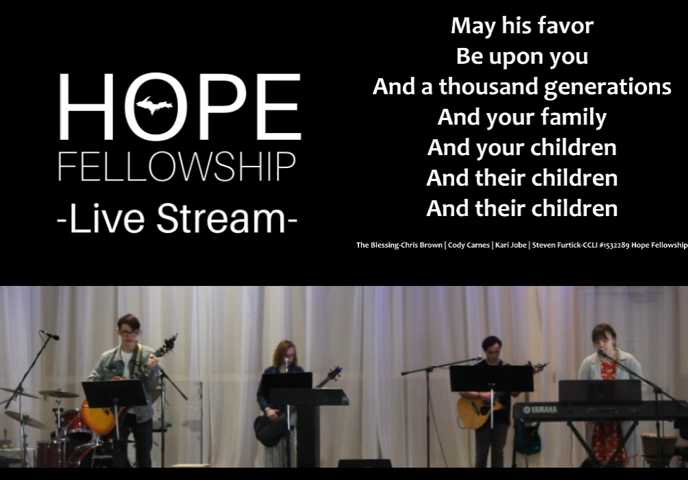 HOPE
FELLOWSHIP
-Live Stream-
May his favor
Be upon you
And a thousand generations
And your family
And your children
And their children
And their children
The Blessing-Chris Brown | Cody Carnes | Kari Jobe | Steven Furtick-CCLI #1532289 Hope Fellowship
YAMAHA